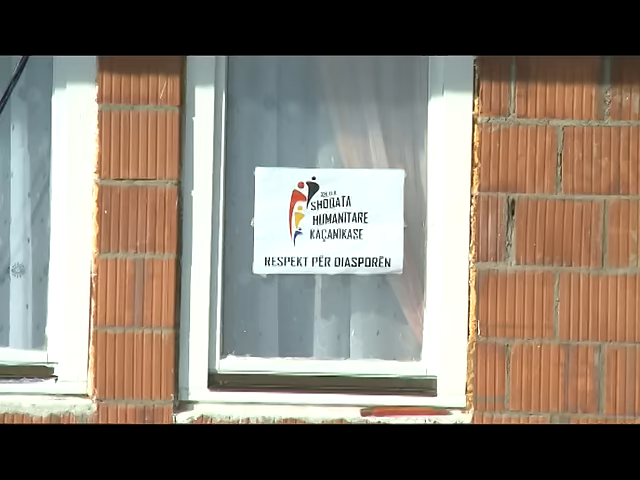 SHOQATA
HUMANITARE
KAÇANIKASE
RESPEKT PËR DIASPORËN